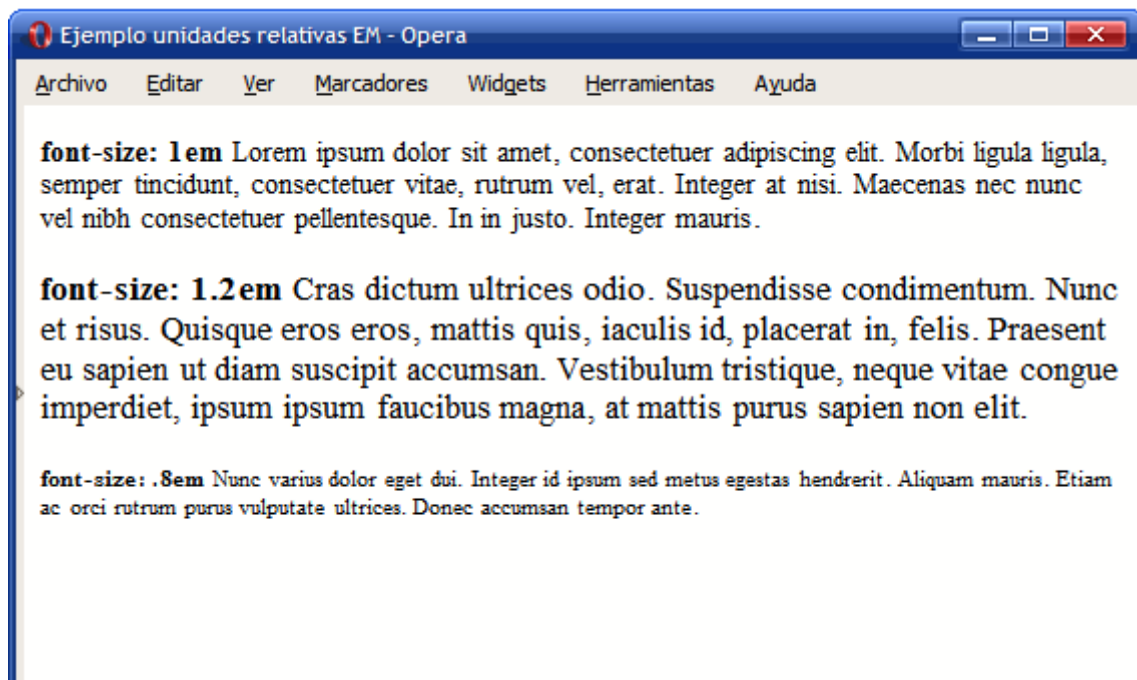 Ejemplo unidades relativas EM - Opera
Archivo Editar Ver Marcadores Widgets Herramientas Ayuda
font-size: 1em Lorem ipsum dolor sit amet, consectetuer adipiscing elit. Morbi ligula ligula,
semper tincidunt, consectetuer vitae, rutrum vel, erat. Integer at nisi. Maecenas nec nunc
vel nibh consectetuer pellentesque. In in justo. Integer mauris.
font-size: 1.2em Cras dictum ultrices odio. Suspendisse condimentum. Nunc
et risus. Quisque eros eros, mattis quis, iaculis id, placerat in, felis. Praesent
eu sapien ut diam suscipit accumsan. Vestibulum tristique, neque vitae congue
imperdiet, ipsum ipsum faucibus magna, at mattis purus sapien non elit.
font-size: .8em Nunc varius dolor eget dui. Integer id ipsum sed metus egestas hendrerit. Aliquam mauris. Etiam
ac orci rutrum purus vulputate ultrices. Donec accumsan tempor ante.